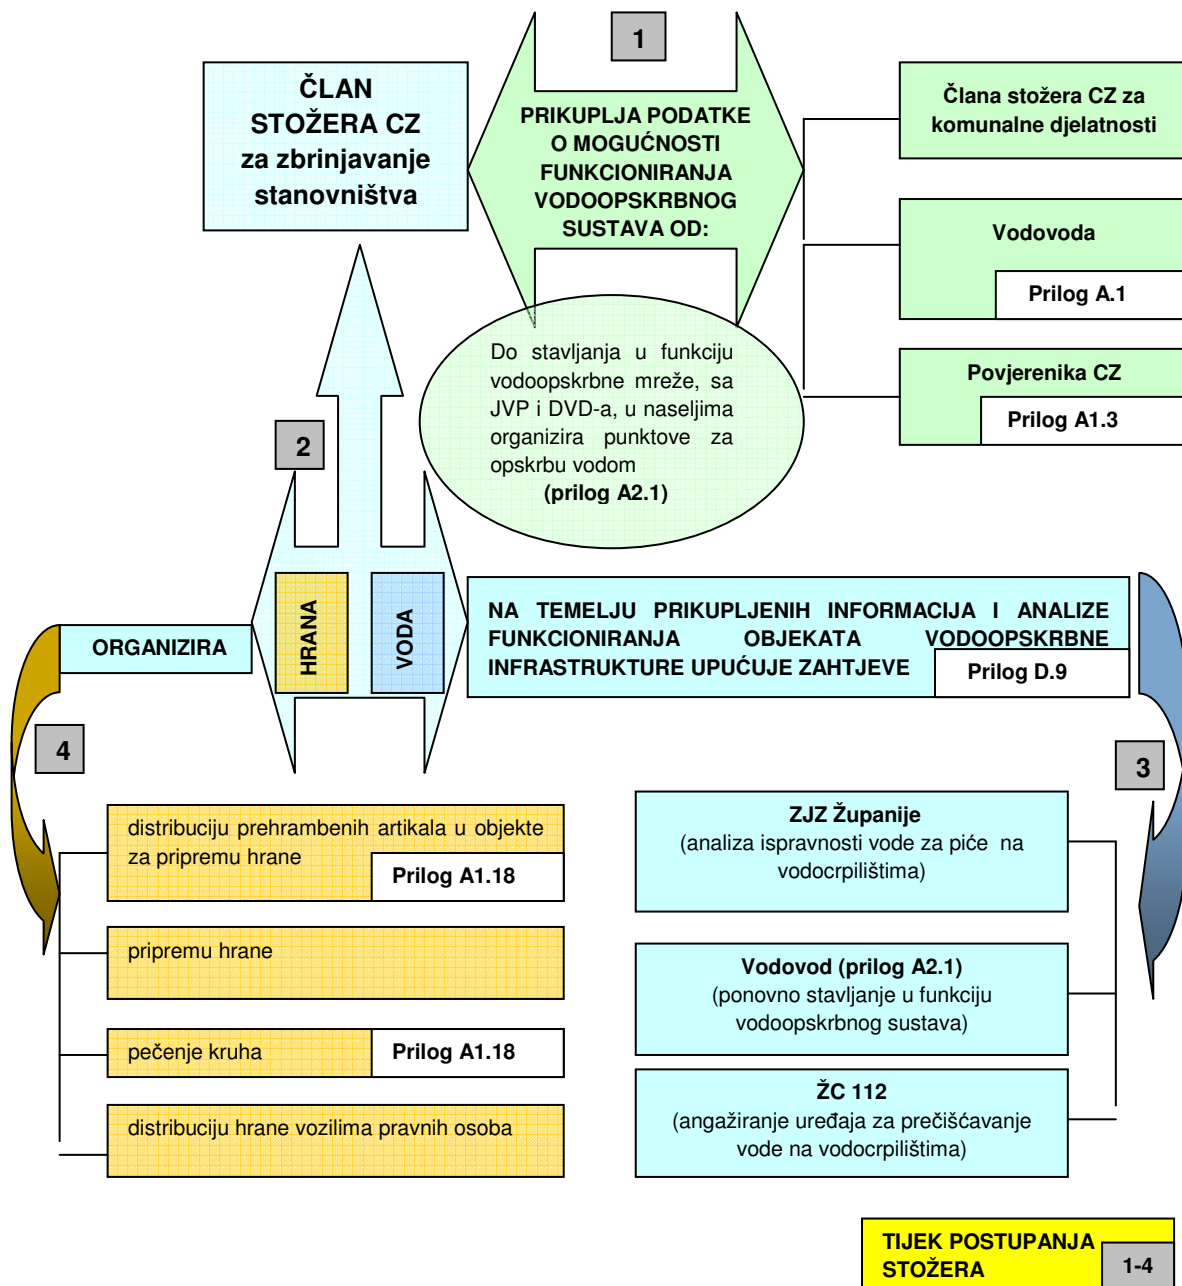 1
ČLAN
STOŽERA CZ
za zbrinjavanje
stanovništva
PRIKUPLJA PODATKE
O MOGUĆNOSTI
FUNKCIONIRANJA
VODOOPSKRBNOG
SUSTAVA OD:
Člana stožera CZ za
komunalne djelatnosti
Vodovoda
Prilog A.1
Povjerenika CZ
Prilog A1.3
Do stavljanja u funkciju
vodoopskrbne mreže, sa
JVP i DVD-a, u naseljima
organizira punktove za
opskrbu vodom
(prilog A2.1)
2
HRANA
VODA
ORGANIZIRA
NA TEMELJU PRIKUPLJENIH INFORMACIJA I ANALIZE
FUNKCIONIRANJA OBJEKATA VODOOPSKRBNE
INFRASTRUKTURE UPUĆUJE ZAHTJEVE
Prilog D.9
4
3
distribuciju prehrambenih artikala u objekte
za pripremu hrane
Prilog A1.18
pripremu hrane
pečenje kruha
Prilog A1.18
distribuciju hrane vozilima pravnih osoba
ZJZ Županije
(analiza ispravnosti vode za piće na
vodocrpilištima)
Vodovod (prilog A2.1)
(ponovno stavljanje u funkciju
vodoopskrbnog sustava)
ŽC 112
(angažiranje uređaja za prečišćavanje
vode na vodocrpilištima)
TIJEK POSTUPANJA
STOŽERA
1-4